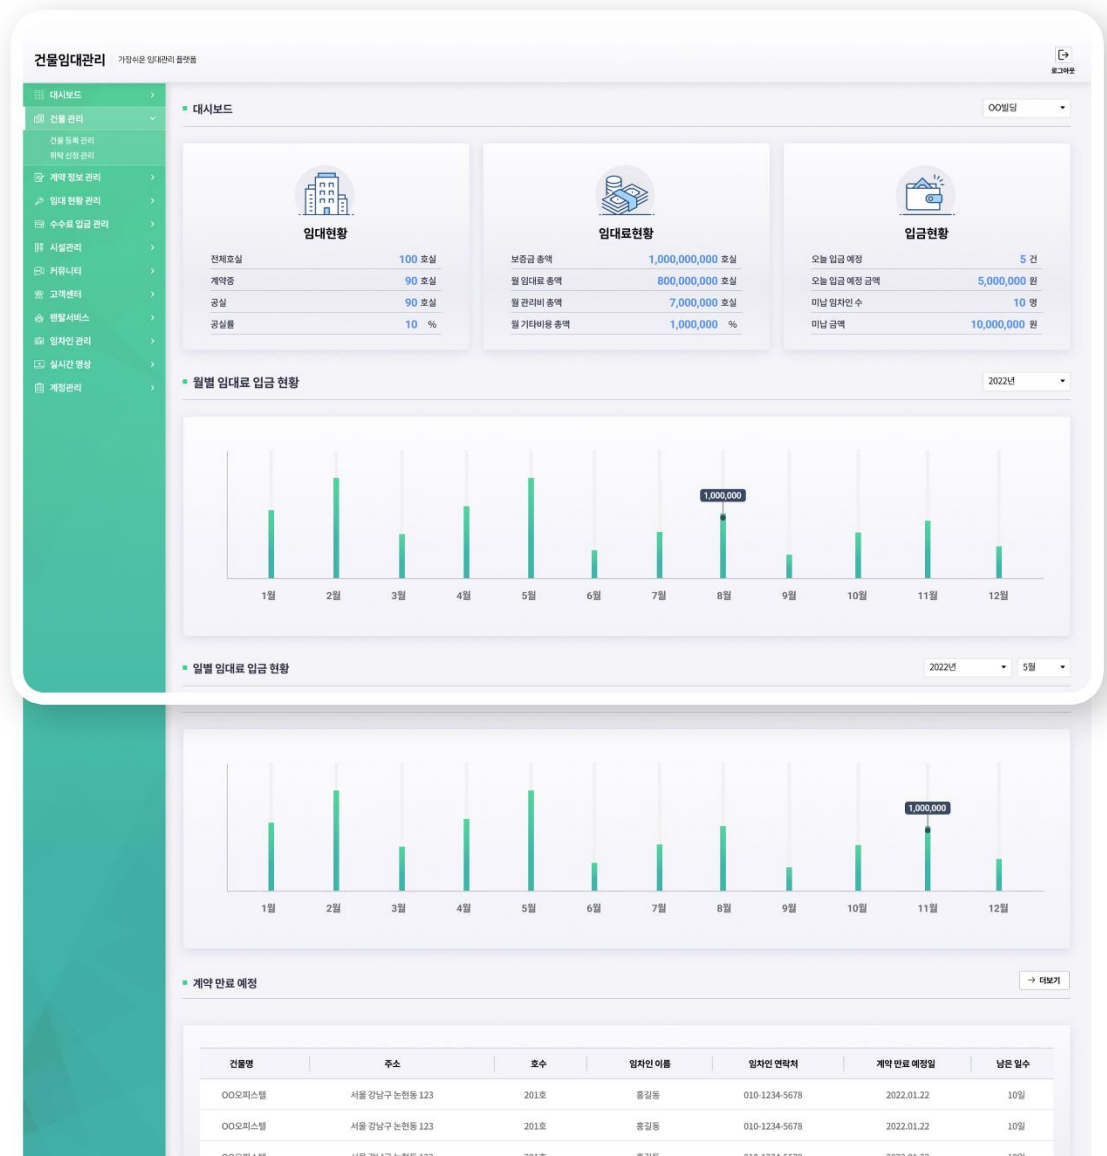 건물임대관리 가장쉬운 임대관리 플랫폼
로그아웃
대시보드
건물 관리
건물 등록 관리
위탁 신청 관리
계약 정보 관리
임대 현황 관리
수수료 입금 관리
시설관리
커뮤니티
고객센터
렌탈서비스
임차인 관리
실시간 영상
계정관리
대시보드 OO빌딩
임대현황
전체호실 100 호실
계약중 90 호실
공실 90 호실
공실률 10 %
임대료현황
보증금 총액 1,000,000,000 호실
월 임대료 총액 800,000,000 호실
월 관리비 총액 7,000,000 호실
월 기타비용 총액 1,000,000 %
입금현황
오늘 입금 예정 5 건
오늘 입금 예정 금액 5,000,000 원
미납 임차인 수 10 명
미납 금액 10,000,000 원
월별 임대료 입금 현황 2022년
1,000,000
1월 2월 3월 4월 5월 6월 7월 8월 9월 10월 11월 12월
일별 임대료 입금 현황 2022년 5월
1,000,000
1월 2월 3월 4월 5월 6월 7월 8월 9월 10월 11월 12월
계약 만료 예정 → 더보기
건물명 주소 호수 임차인 이름 임차인 연락처 계약 만료 예정일 남은 일수
OO오피스텔 서울 강남구 논현동 123 201호 홍길동 010-1234-5678 2022.01.22 10일
OO오피스텔 서울 강남구 논현동 123 201호 홍길동 010-1234-5678 2022.01.22 10일